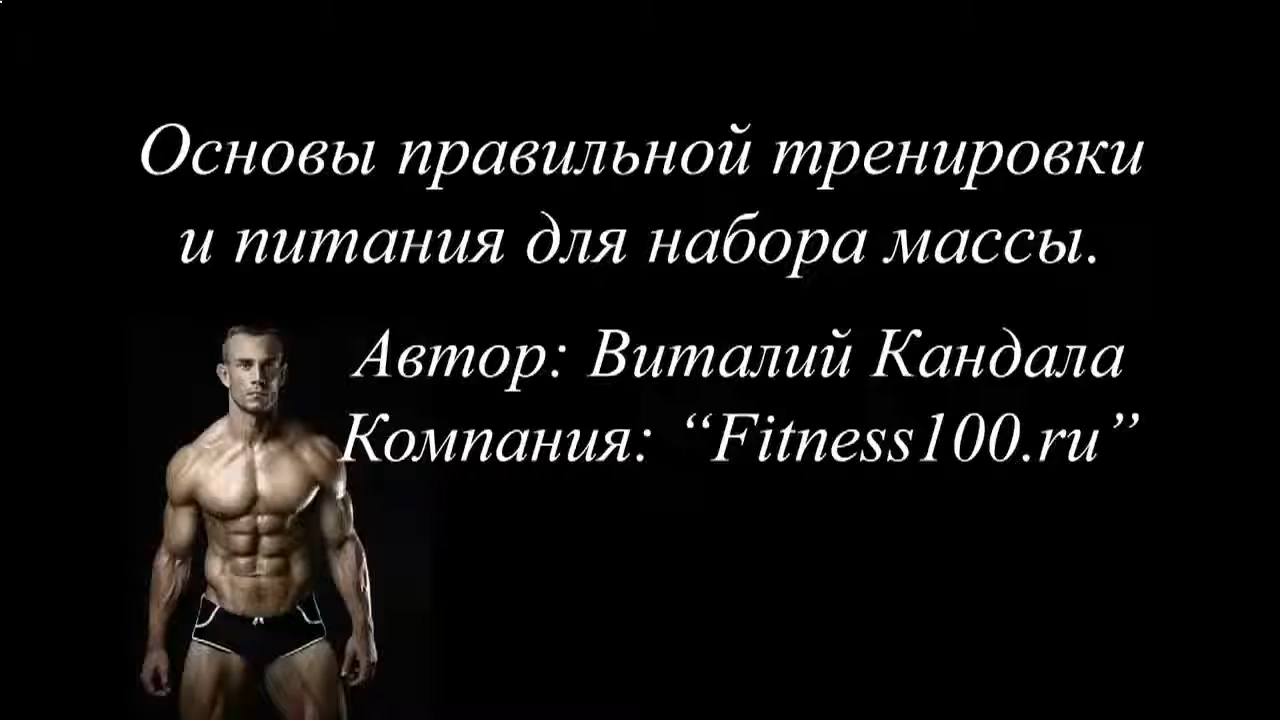 Основы правильной тренировки
и питания для набора массы.
Автор: Виталий Кандала
Компания: “Fitness100.ru”